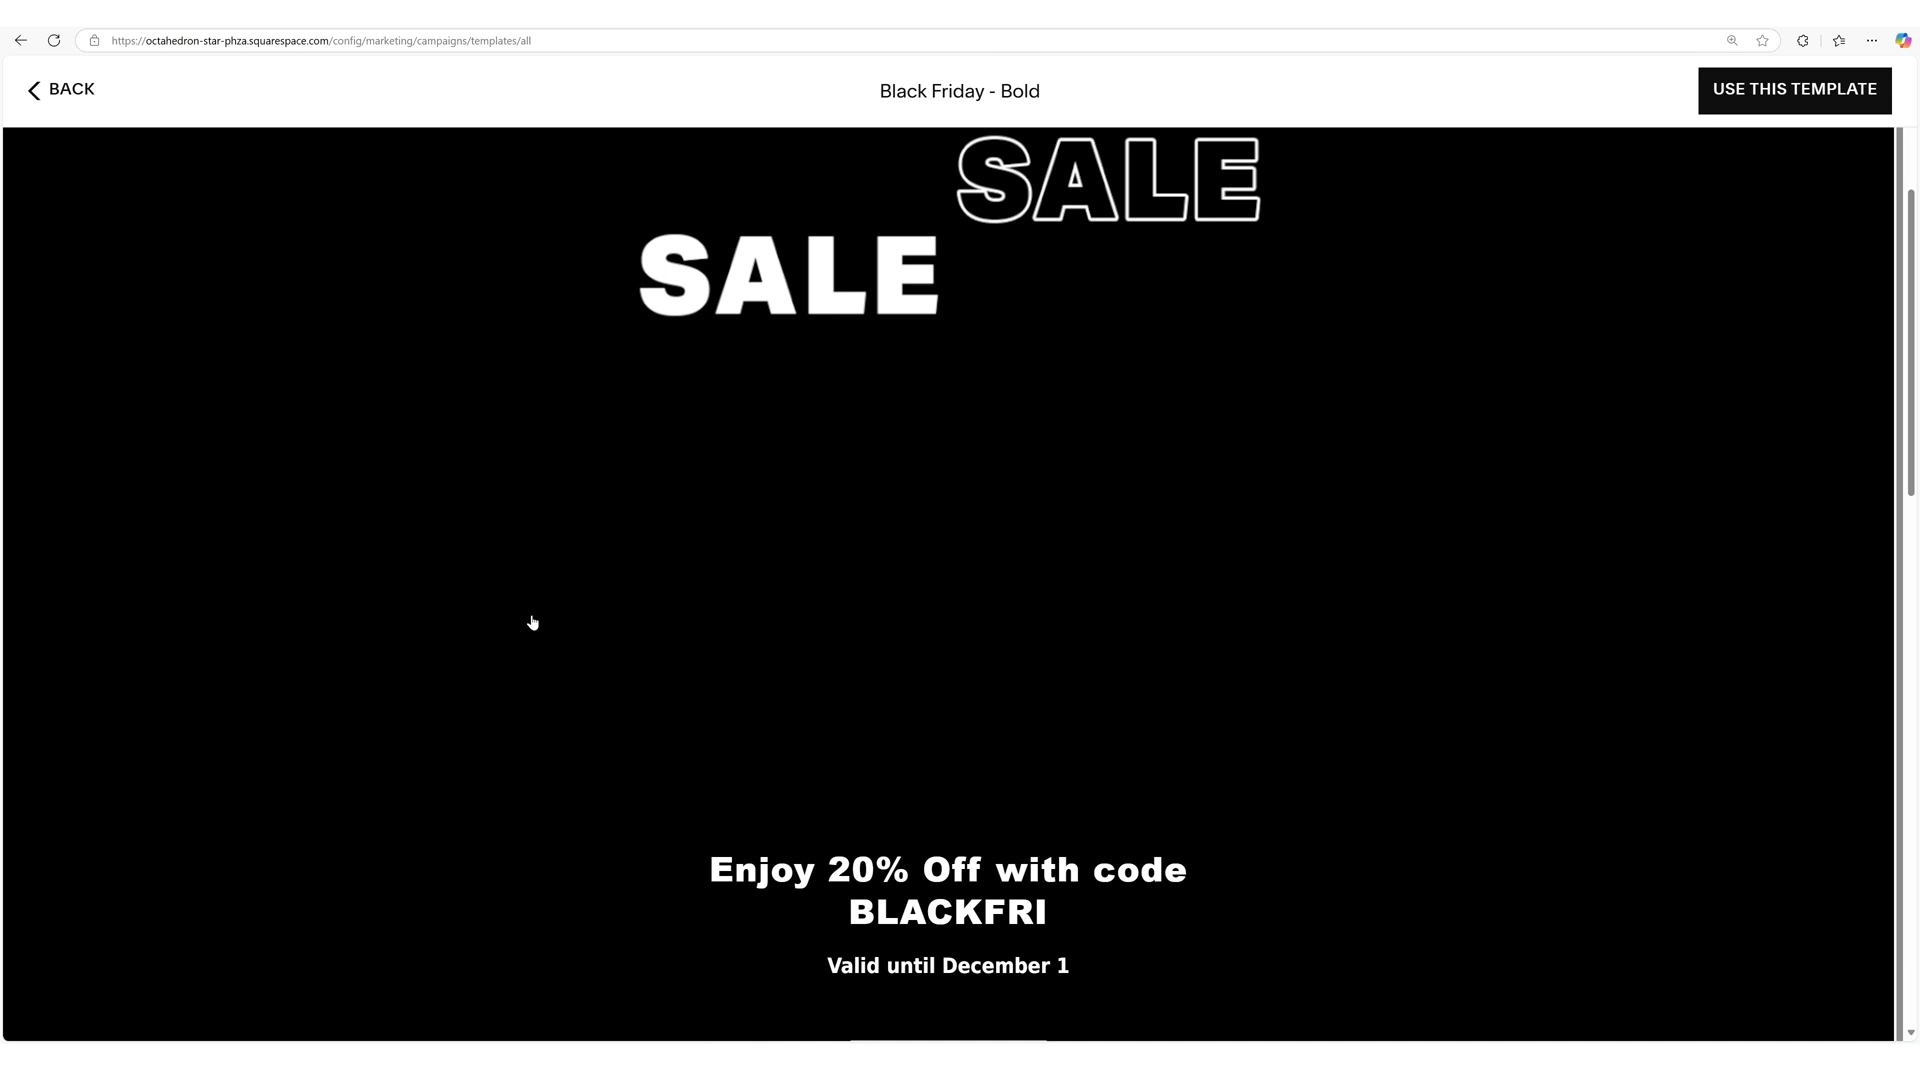 https://octahedron-star-phza.squarespace.com/config/marketing/campaigns/templates/all
BACK
Black Friday - Bold
USE THIS TEMPLATE
SALE
SALE
Enjoy 20% Off with code
BLACKFRI
Valid until December 1